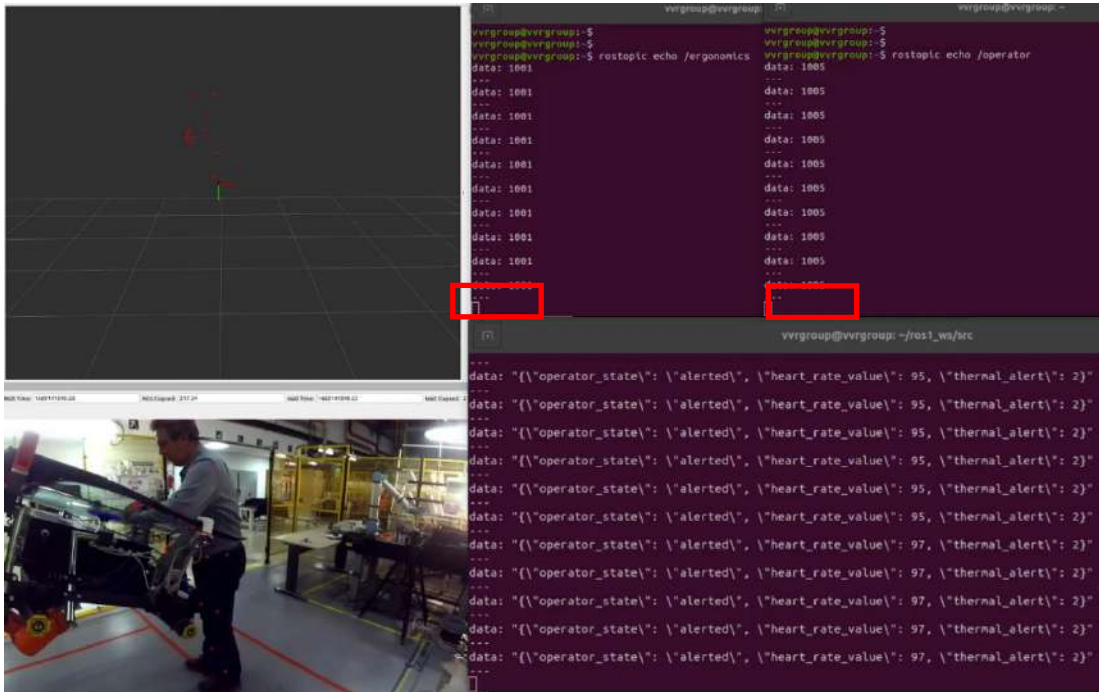 vvrgroup@vvrgroup:~$
vvrgroup@vvrgroup:~$
vvrgroup@vvrgroup:~$ rostopic echo /ergonomics
data: 1001
---
data: 1001
---
data: 1001
---
data: 1001
---
data: 1001
---
data: 1001
---
data: 1001
---
data: 1001
---
data: 1001
---
data: 1001
---
vvrgroup@vvrgroup: ~
vvrgroup@vvrgroup:~$
vvrgroup@vvrgroup:~$
vvrgroup@vvrgroup:~$ rostopic echo /operator
data: 1005
---
data: 1005
---
data: 1005
---
data: 1005
---
data: 1005
---
data: 1005
---
data: 1005
---
data: 1005
---
data: 1005
---
data: 1005
---
vvrgroup@vvrgroup: ~/ros1_ws/src
---
data: "{\"operator_state\": \"alerted\", \"heart_rate_value\": 95, \"thermal_alert\": 2}"
---
data: "{\"operator_state\": \"alerted\", \"heart_rate_value\": 95, \"thermal_alert\": 2}"
---
data: "{\"operator_state\": \"alerted\", \"heart_rate_value\": 95, \"thermal_alert\": 2}"
---
data: "{\"operator_state\": \"alerted\", \"heart_rate_value\": 95, \"thermal_alert\": 2}"
---
data: "{\"operator_state\": \"alerted\", \"heart_rate_value\": 95, \"thermal_alert\": 2}"
---
data: "{\"operator_state\": \"alerted\", \"heart_rate_value\": 95, \"thermal_alert\": 2}"
---
data: "{\"operator_state\": \"alerted\", \"heart_rate_value\": 97, \"thermal_alert\": 2}"
---
data: "{\"operator_state\": \"alerted\", \"heart_rate_value\": 97, \"thermal_alert\": 2}"
---
data: "{\"operator_state\": \"alerted\", \"heart_rate_value\": 97, \"thermal_alert\": 2}"
---
data: "{\"operator_state\": \"alerted\", \"heart_rate_value\": 97, \"thermal_alert\": 2}"
---
data: "{\"operator_state\": \"alerted\", \"heart_rate_value\": 97, \"thermal_alert\": 2}"